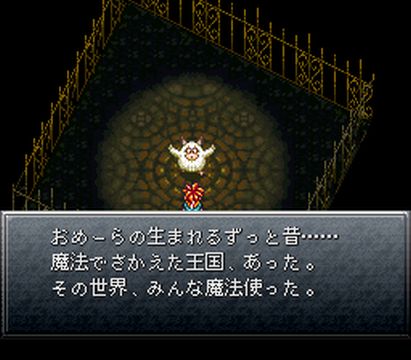 おめーらの生まれるずっと昔……
魔法でさかえた王国、あった。
その世界、みんな魔法使った。